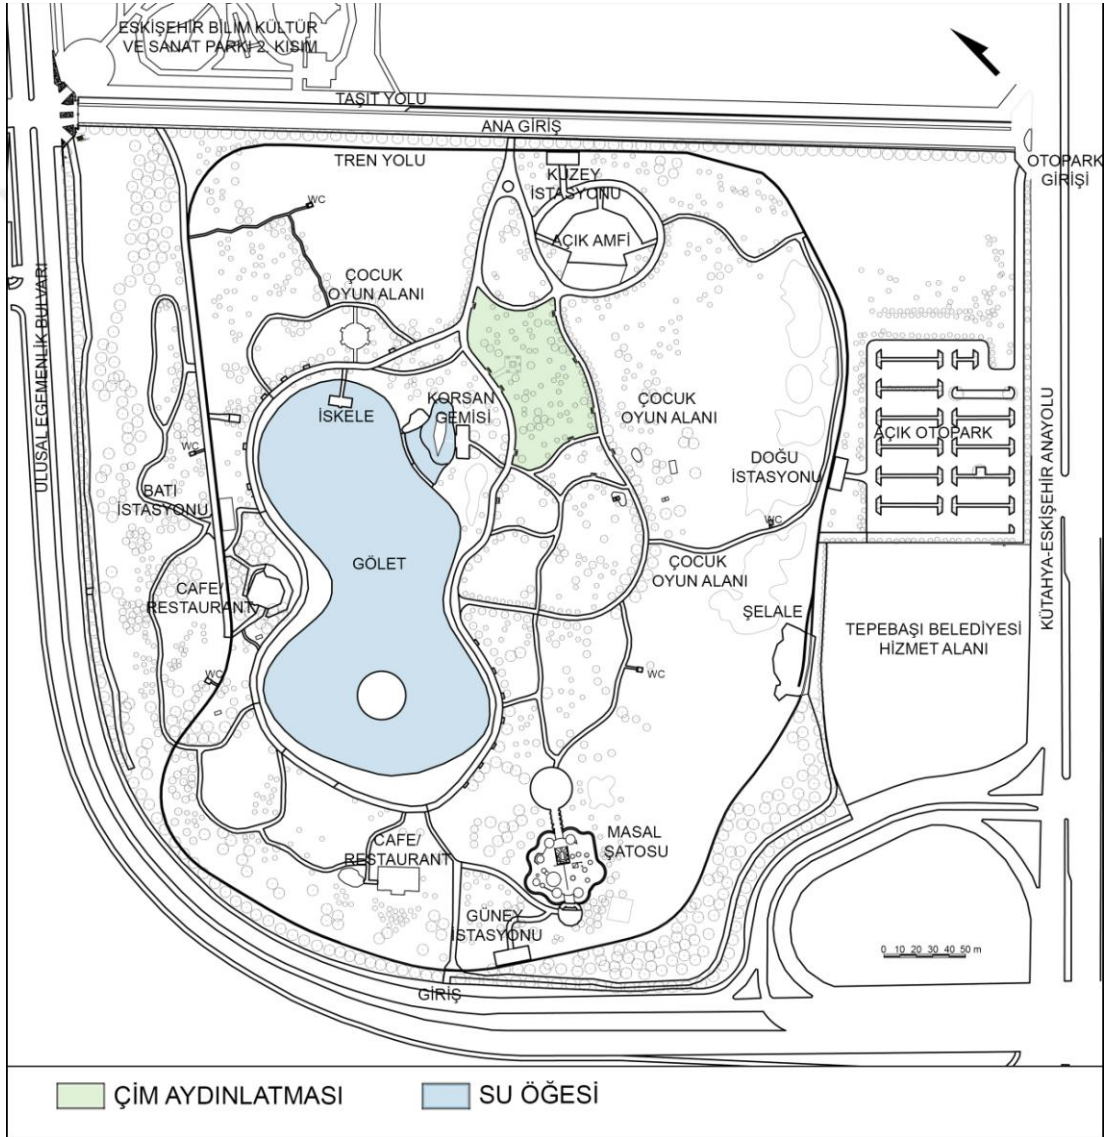 ESKİŞEHİR BİLİM KÜLTÜR
VE SANAT PARKI 2. KISIM
TAŞIT YOLU
ANA GİRİŞ
TREN YOLU
OTOPARK
GİRİŞİ
KUZEY
İSTASYONU
WC
AÇIK AMFİ
ÇOCUK
OYUN ALANI
ULUSAL EGEMENLİK BULVARI
İSKELE
KORSAN
GEMİSİ
ÇOCUK
OYUN ALANI
AÇIK OTOPARK
KÜTAHYA-ESKİŞEHİR ANAYOLU
WC
DOĞU
İSTASYONU
BATI
İSTASYONU
WC
GÖLET
ÇOCUK
OYUN ALANI
CAFE/
RESTAURANT
ŞELALE
TEPEBAŞI BELEDİYESİ
HİZMET ALANI
WC
WC
MASAL
ŞATOSU
CAFE/
RESTAURANT
GÜNEY
İSTASYONU
0 10 20 30 40 50 m
GİRİŞ
ÇİM AYDINLATMASI
SU ÖĞESİ